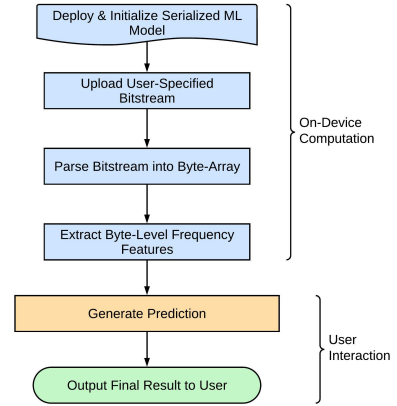 Deploy & Initialize Serialized ML
Model
Upload User-Specified
Bitstream
On-Device
Computation
Parse Bitstream into Byte-Array
Extract Byte-Level Frequency
Features
Generate Prediction
User
Interaction
Output Final Result to User